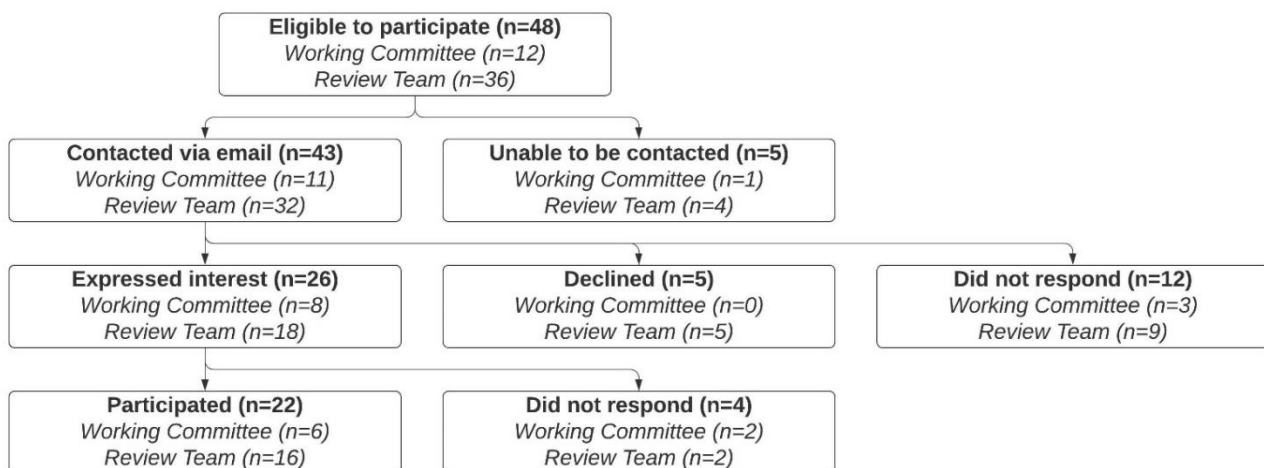 Eligible to participate (n=48)
Working Committee (n=12)
Review Team (n=36)
Contacted via email (n=43)
Working Committee (n=11)
Review Team (n=32)
Unable to be contacted (n=5)
Working Committee (n=1)
Review Team (n=4)
Expressed interest (n=26)
Working Committee (n=8)
Review Team (n=18)
Declined (n=5)
Working Committee (n=0)
Review Team (n=5)
Did not respond (n=12)
Working Committee (n=3)
Review Team (n=9)
Participated (n=22)
Working Committee (n=6)
Review Team (n=16)
Did not respond (n=4)
Working Committee (n=2)
Review Team (n=2)